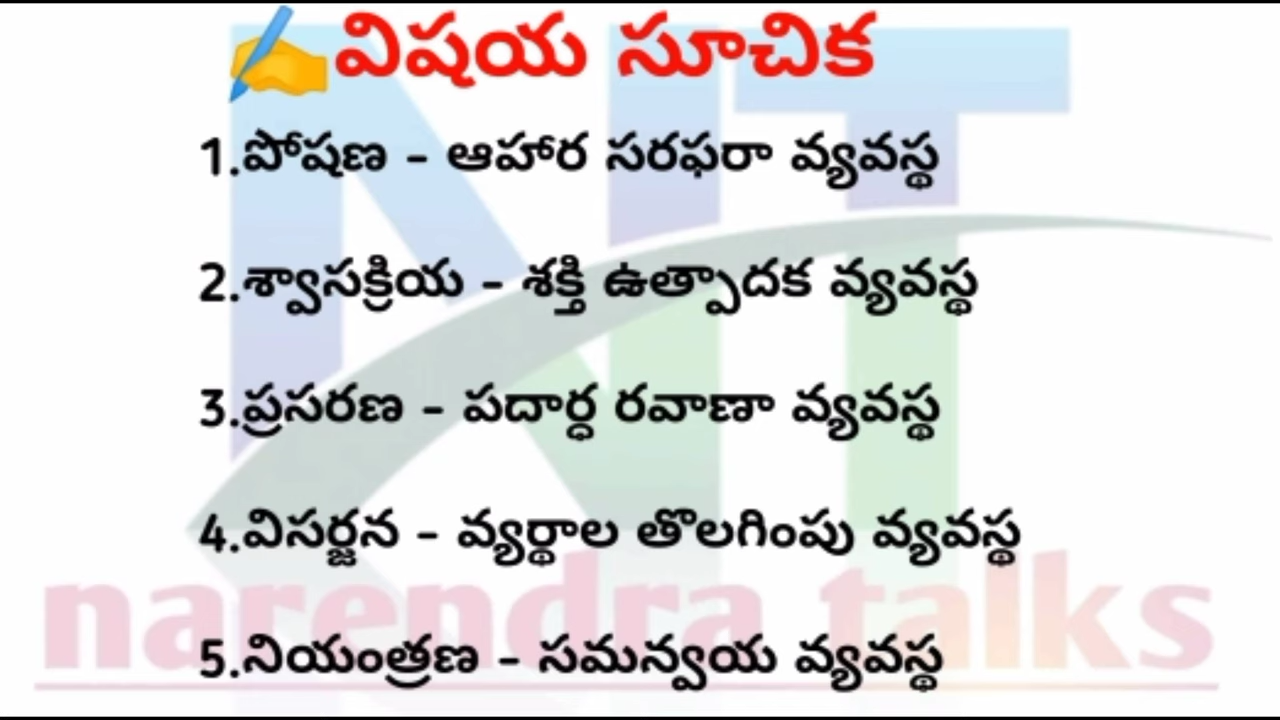 ✍️విషయ సూచిక
1.పోషణ - ఆహార సరఫరా వ్యవస్థ
2.శ్వాసక్రియ - శక్తి ఉత్పాదక వ్యవస్థ
3.ప్రసరణ - పదార్ధ రవాణా వ్యవస్థ
4.విసర్జన - వ్యర్థాల తొలగింపు వ్యవస్థ
narendra talks
5.నియంత్రణ - సమన్వయ వ్యవస్థ
NT